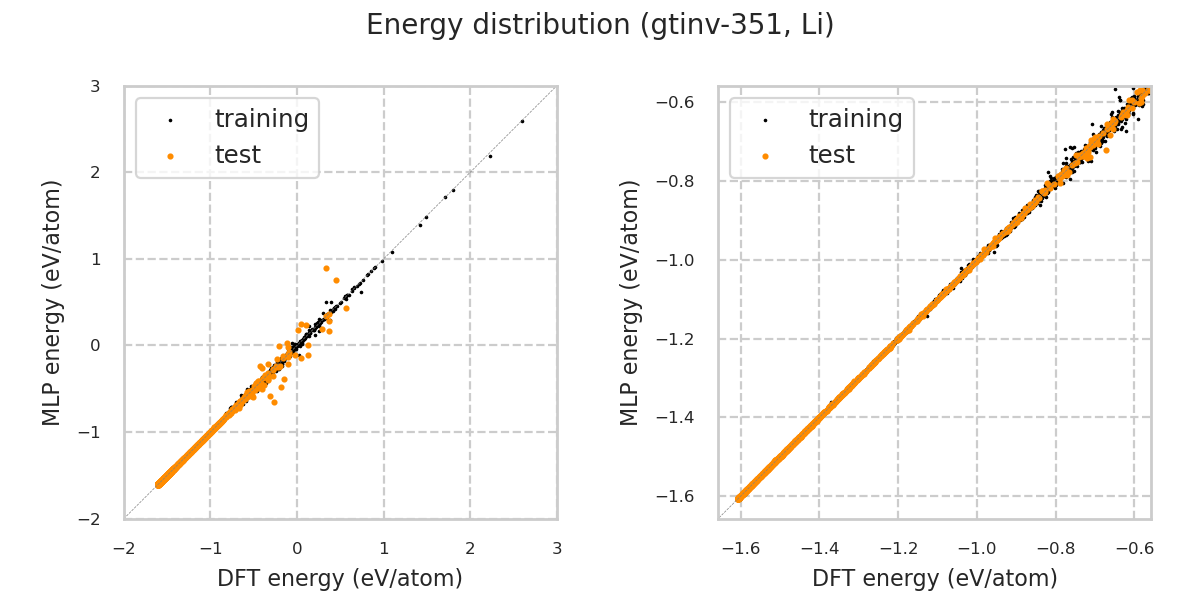 Energy distribution (gtinv-351, Li)
training
test
3
2
1
0
−1
−2
−2
−1
0
1
2
3
MLP energy (eV/atom)
DFT energy (eV/atom)
training
test
−0.6
−0.8
−1.0
−1.2
−1.4
−1.6
−1.6
−1.4
−1.2
−1.0
−0.8
−0.6
MLP energy (eV/atom)
DFT energy (eV/atom)